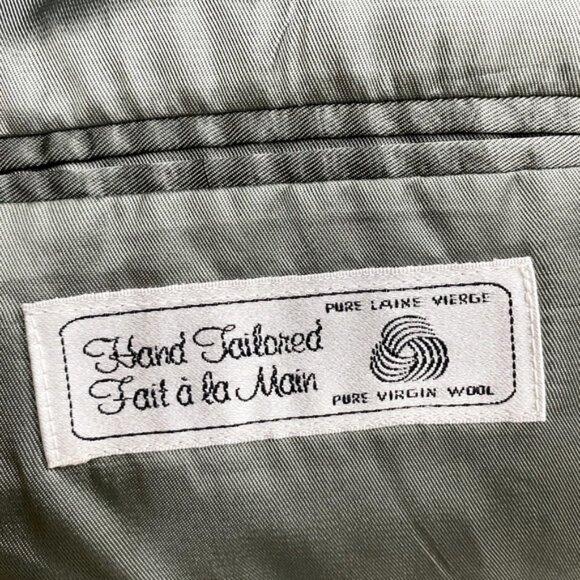 Hand Tailored
Fait à la Main
PURE LAINE VIERGE
PURE VIRGIN WOOL